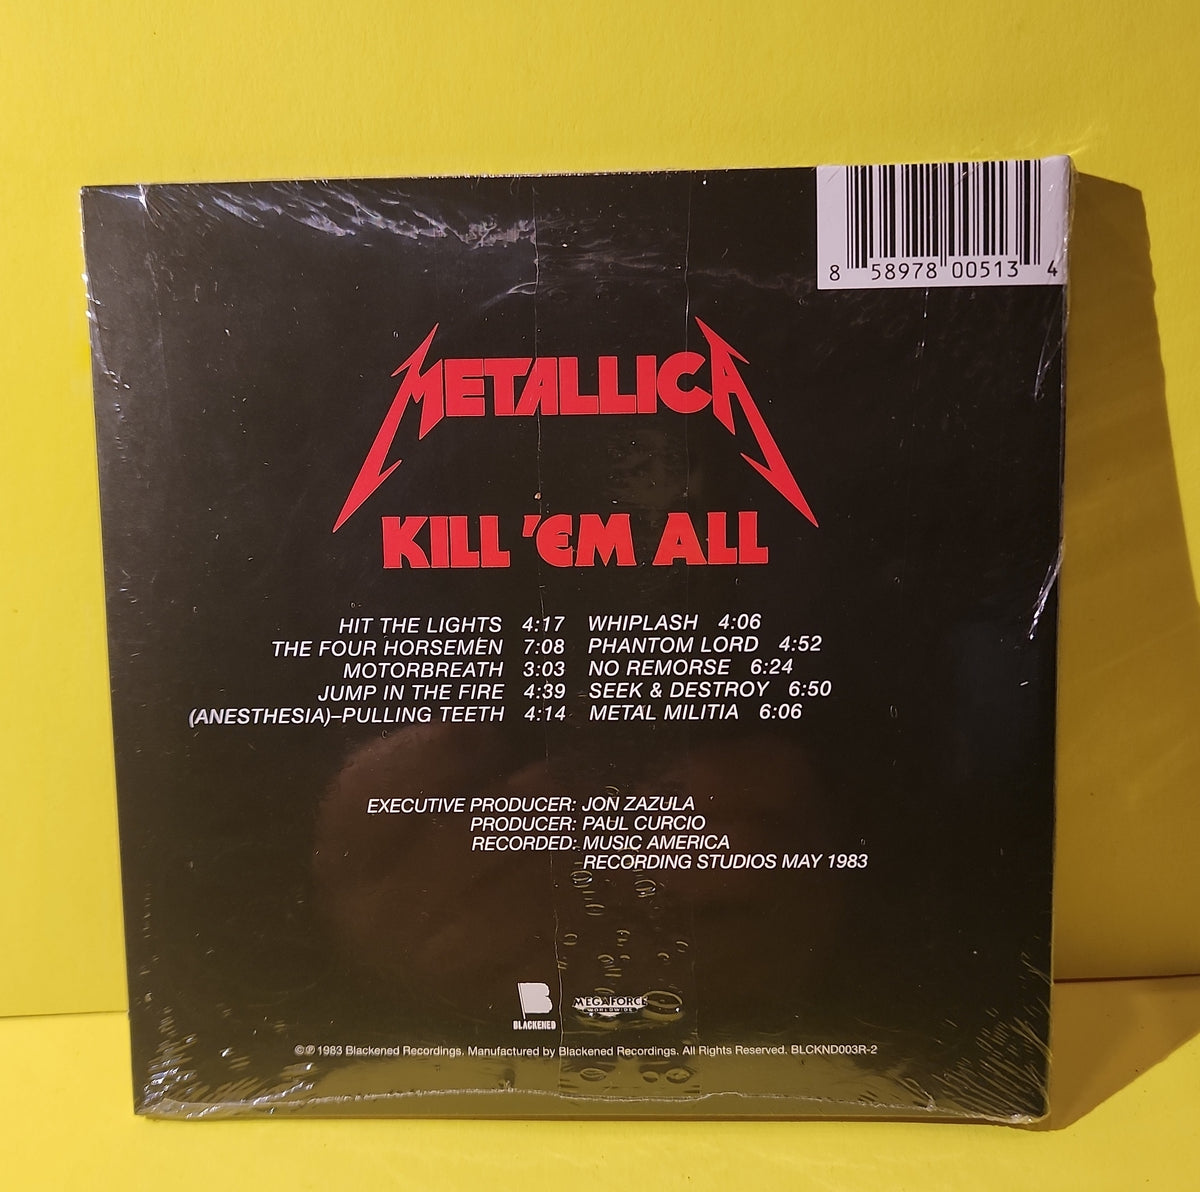 8 58978 00513 4
METALLICA
KILL 'EM ALL
HIT THE LIGHTS 4:17 WHIPLASH 4:06
THE FOUR HORSEMEN 7:08 PHANTOM LORD 4:52
MOTORBREATH 3:03 NO REMORSE 6:24
JUMP IN THE FIRE 4:39 SEEK & DESTROY 6:50
(ANESTHESIA)–PULLING TEETH 4:14 METAL MILITIA 6:06
EXECUTIVE PRODUCER: JON ZAZULA
PRODUCER: PAUL CURCIO
RECORDED: MUSIC AMERICA
RECORDING STUDIOS MAY 1983
B
BLACKENED
MEGAFORCE
WORLDWIDE
©℗ 1983 Blackened Recordings. Manufactured by Blackened Recordings. All Rights Reserved. BLCKND003R-2